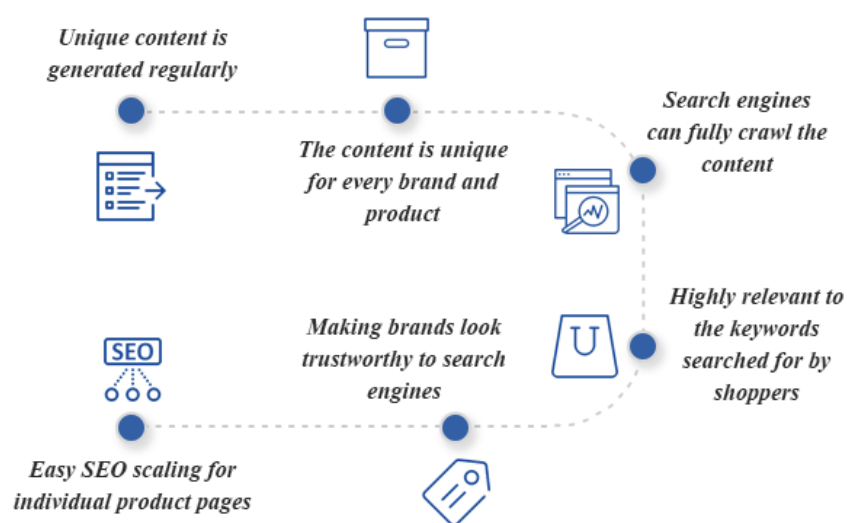 Unique content is
generated regularly
The content is unique
for every brand and
product
Search engines
can fully crawl the
content
Highly relevant to
the keywords
searched for by
shoppers
Making brands look
trustworthy to search
engines
SEO
Easy SEO scaling for
individual product pages